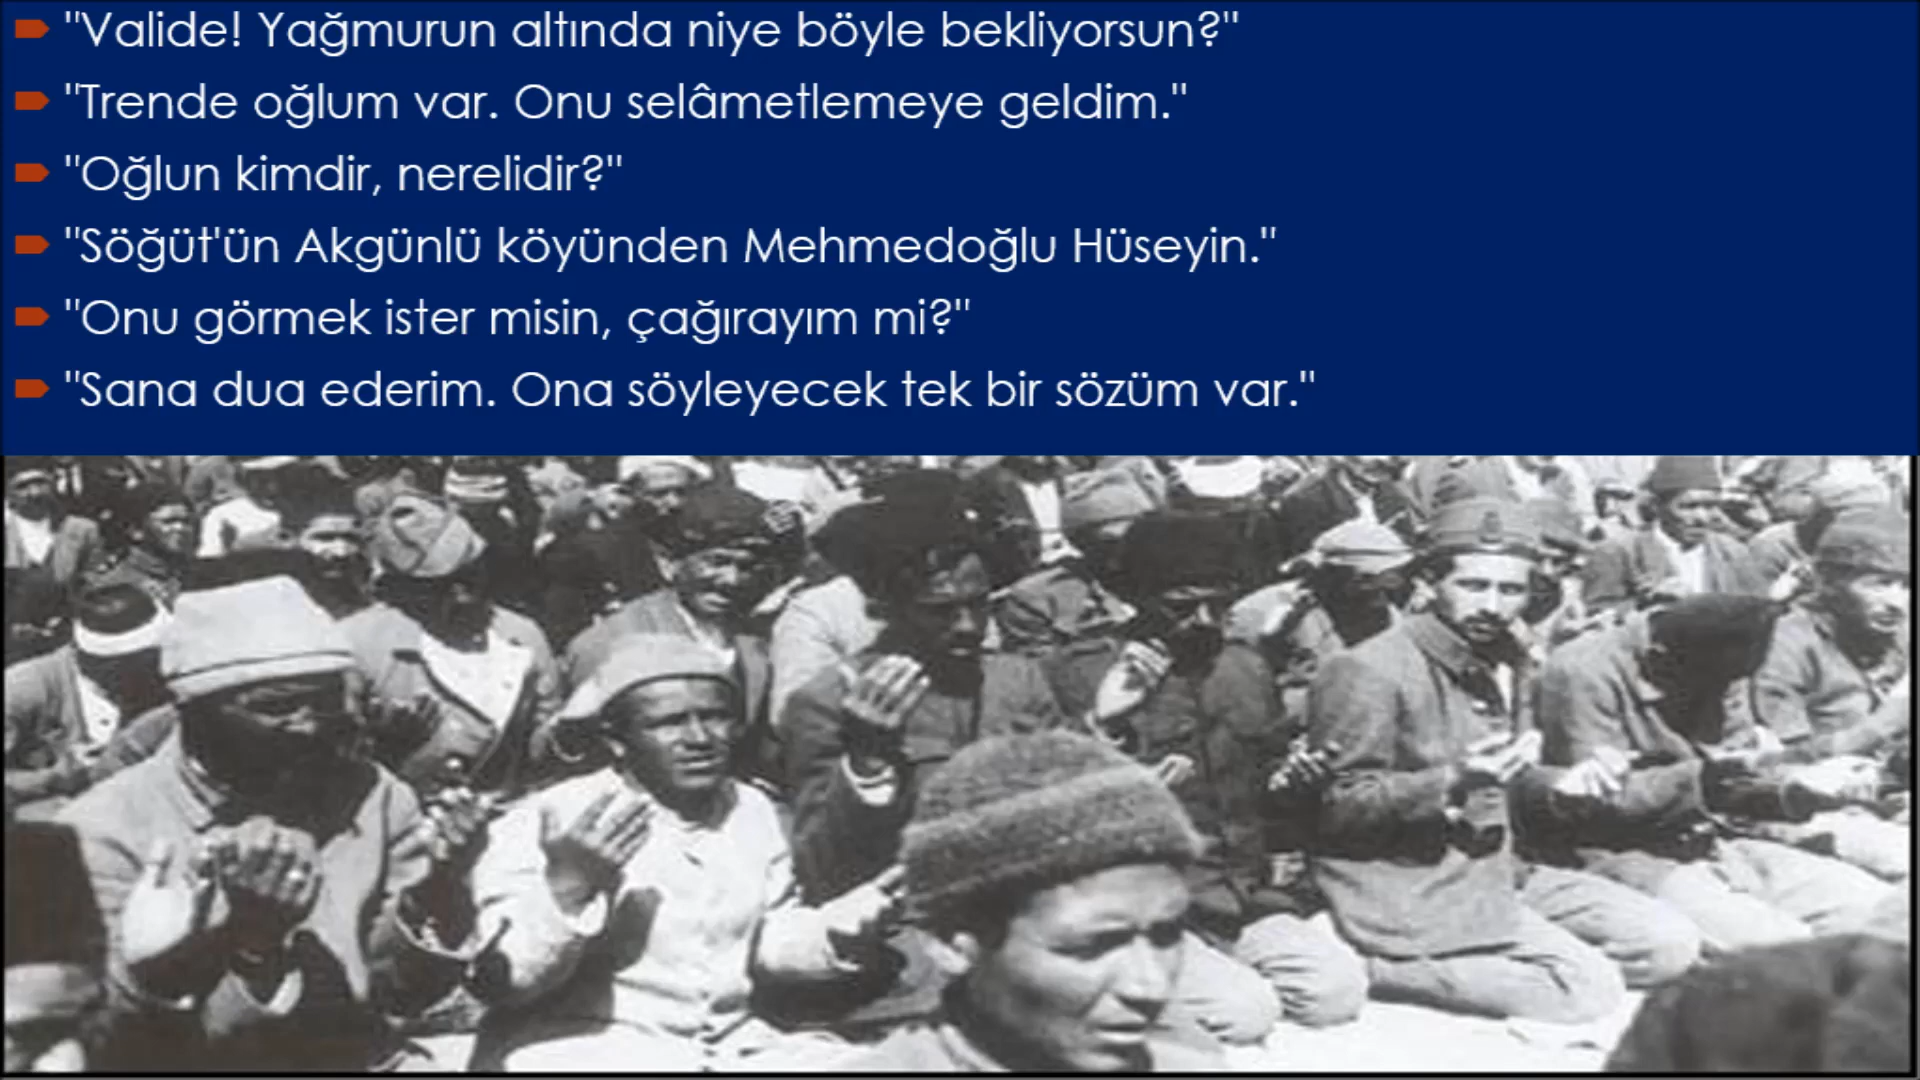 "Valide! Yağmurun altında niye böyle bekliyorsun?"
"Trende oğlum var. Onu selâmetlemeye geldim."
"Oğlun kimdir, nerelidir?"
"Söğüt'ün Akgünlü köyünden Mehmedoğlu Hüseyin."
"Onu görmek ister misin, çağırayım mi?"
"Sana dua ederim. Ona söyleyecek tek bir sözüm var."